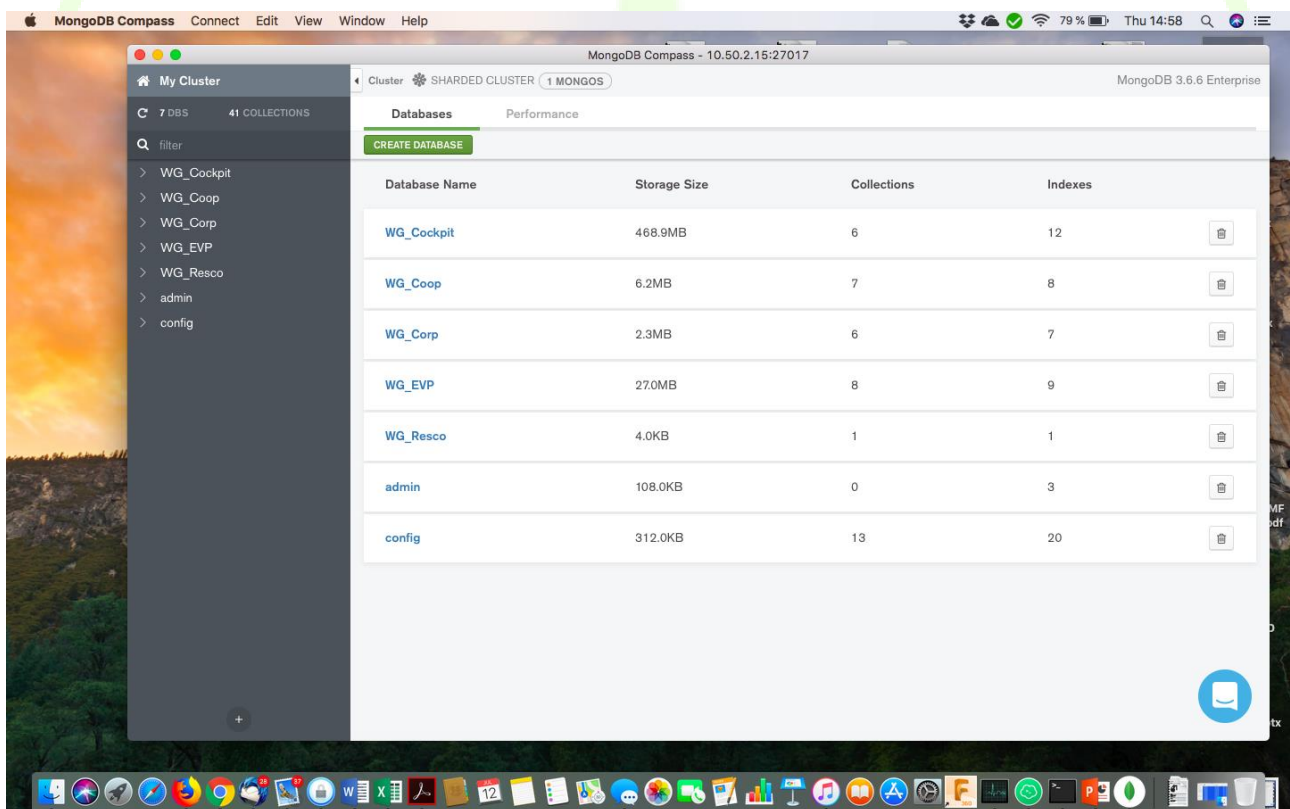 MongoDB Compass Connect Edit View Window Help 79 % Thu 14:58
MongoDB Compass - 10.50.2.15:27017
My Cluster
Cluster SHARDED CLUSTER 1 MONGOS MongoDB 3.6.6 Enterprise
7 DBS 41 COLLECTIONS
Databases Performance
filter
CREATE DATABASE
WG_Cockpit
WG_Coop
WG_Corp
WG_EVP
WG_Resco
admin
config
Database Name Storage Size Collections Indexes
WG_Cockpit 468.9MB 6 12
WG_Coop 6.2MB 7 8
WG_Corp 2.3MB 6 7
WG_EVP 27.0MB 8 9
WG_Resco 4.0KB 1 1
admin 108.0KB 0 3
config 312.0KB 13 20
MF
pdf
tx
12